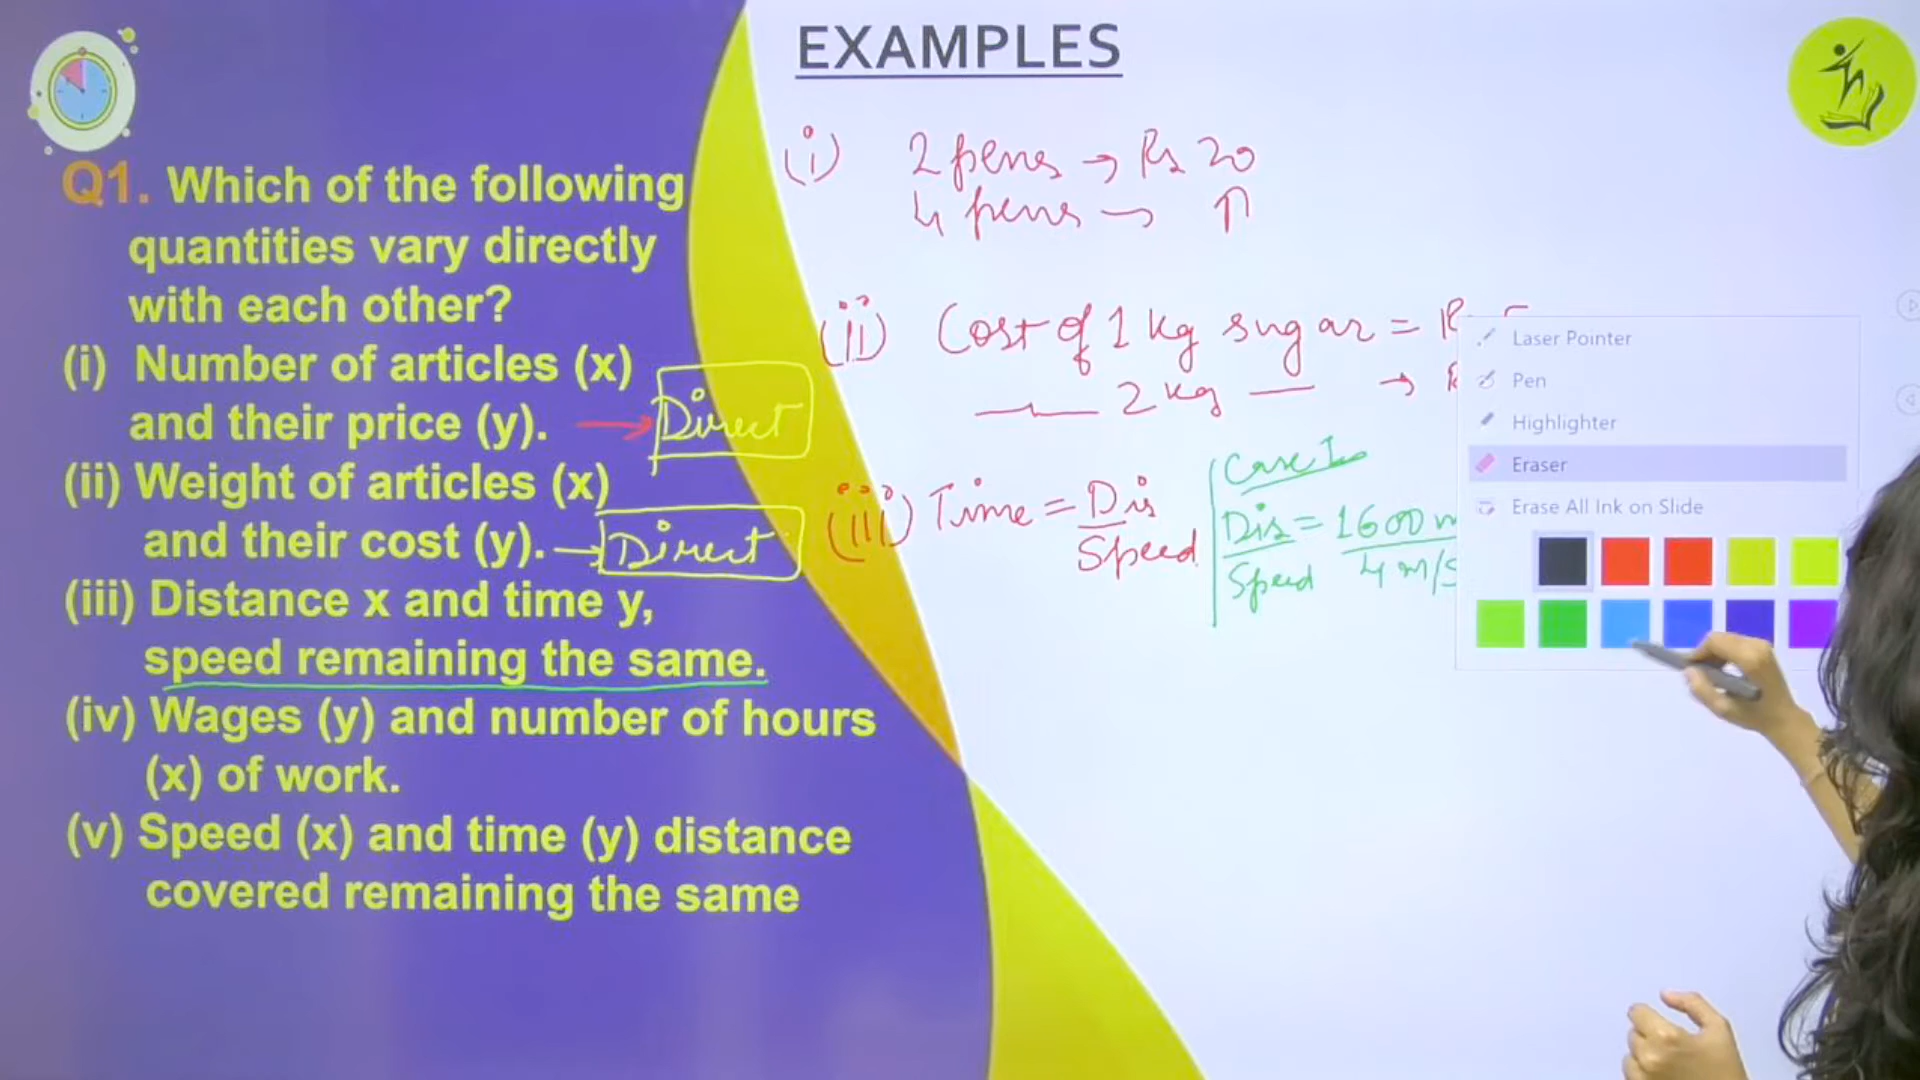 EXAMPLES
Q1. Which of the following
quantities vary directly
with each other?
(i) Number of articles (x)
and their price (y). → Direct
(ii) Weight of articles (x)
and their cost (y). → Direct
(iii) Distance x and time y,
speed remaining the same.
(iv) Wages (y) and number of hours
(x) of work.
(v) Speed (x) and time (y) distance
covered remaining the same
(i) 2 pens → Rs 20
4 pens → ⇑
(ii) Cost of 1 kg sugar =
2 kg →
(iii) Time = Dis
Speed
Case I
Dis = 1600 m
Speed 4 m/s
Laser Pointer
Pen
Highlighter
Eraser
Erase All Ink on Slide